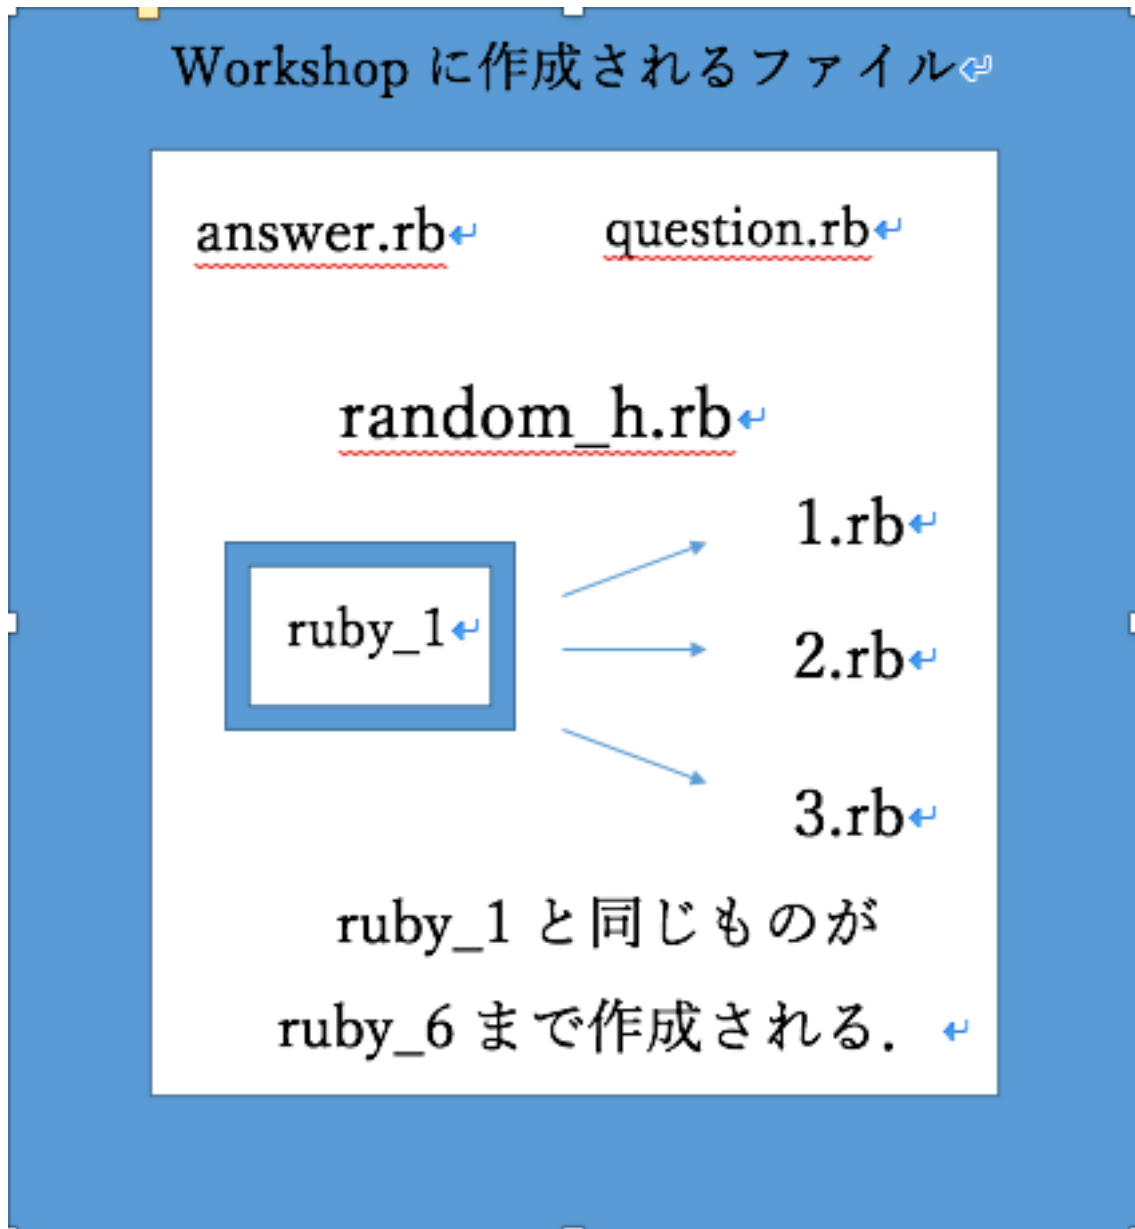 Workshop に作成されるファイル
answer.rb
question.rb
random_h.rb
ruby_1
1.rb
2.rb
3.rb
ruby_1 と同じものが
ruby_6 まで作成される．